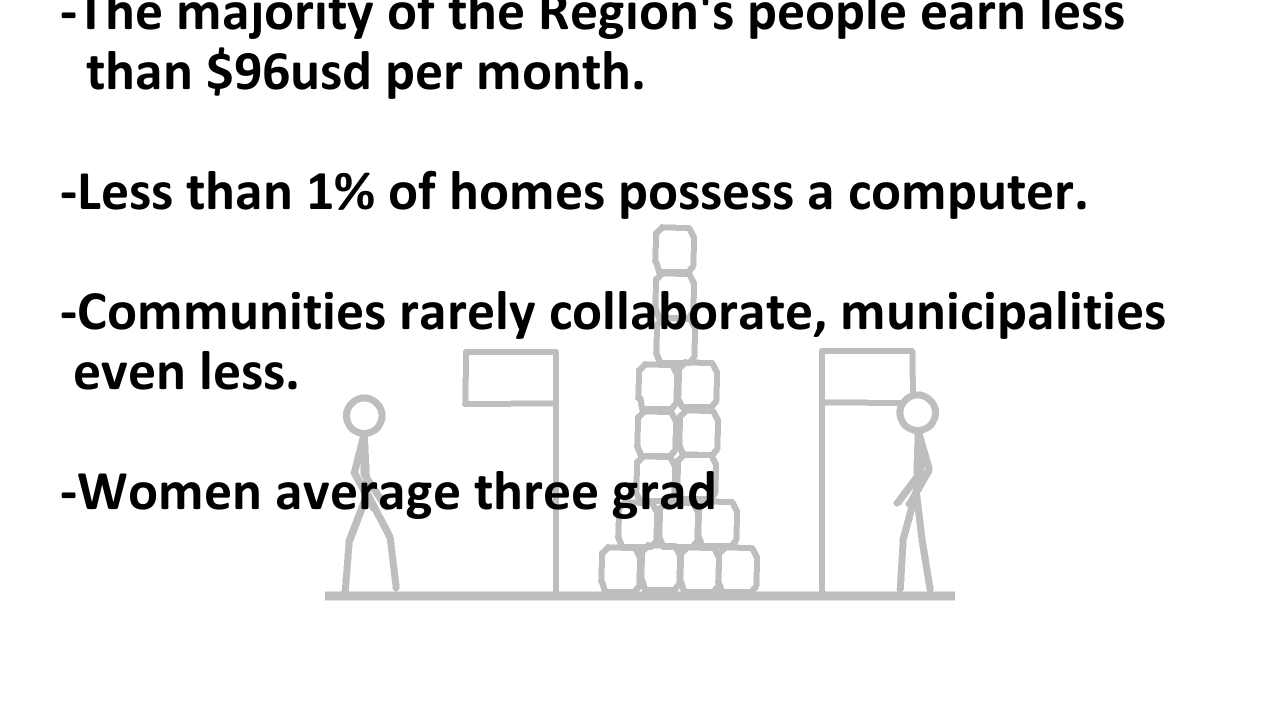 -The majority of the Region's people earn less
than $96usd per month.
-Less than 1% of homes possess a computer.
-Communities rarely collaborate, municipalities
even less.
-Women average three grad